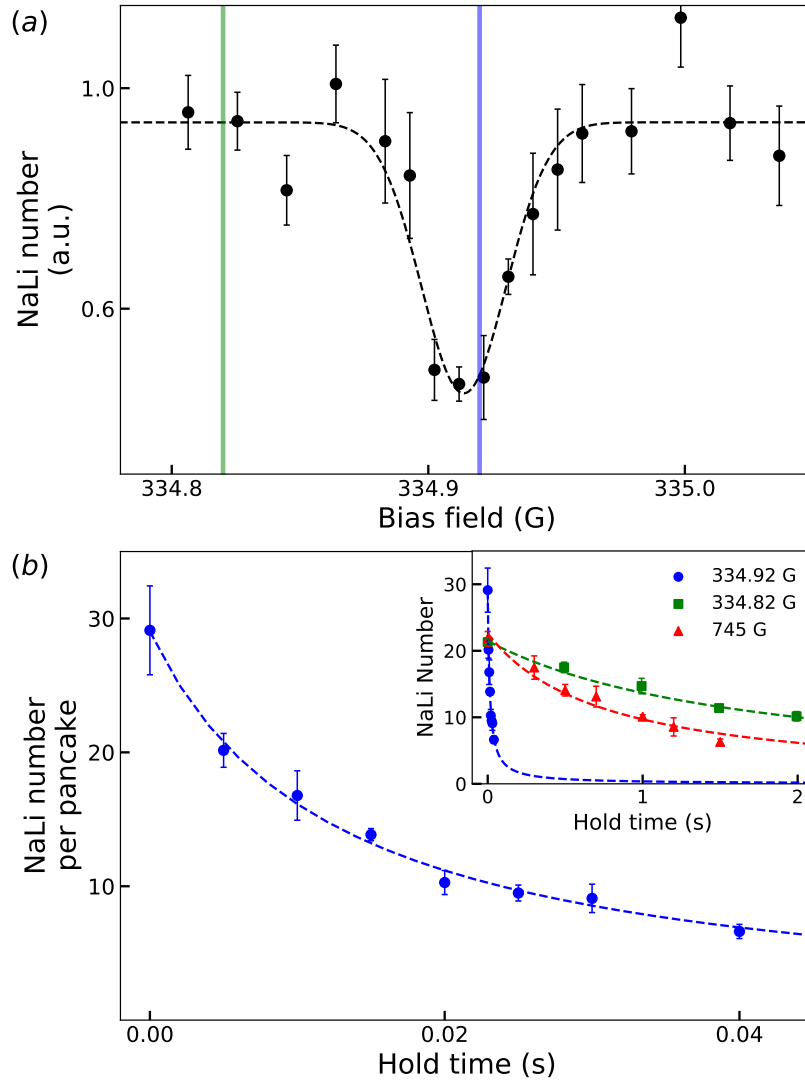 (a)
1.0
0.6
NaLi number
(a.u.)
334.8
334.9
335.0
Bias field (G)
(b)
30
20
10
NaLi number
per pancake
0.00
0.02
0.04
Hold time (s)
30
20
10
0
NaLi Number
334.92 G
334.82 G
745 G
0
1
2
Hold time (s)